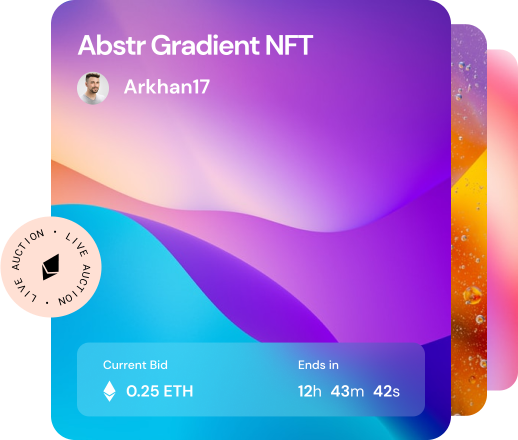 Abstr Gradient NFT
Arkhan17
LIVE AUCTION • LIVE AUCTION •
Current Bid
Ends in
0.25 ETH
12h 43m 42s